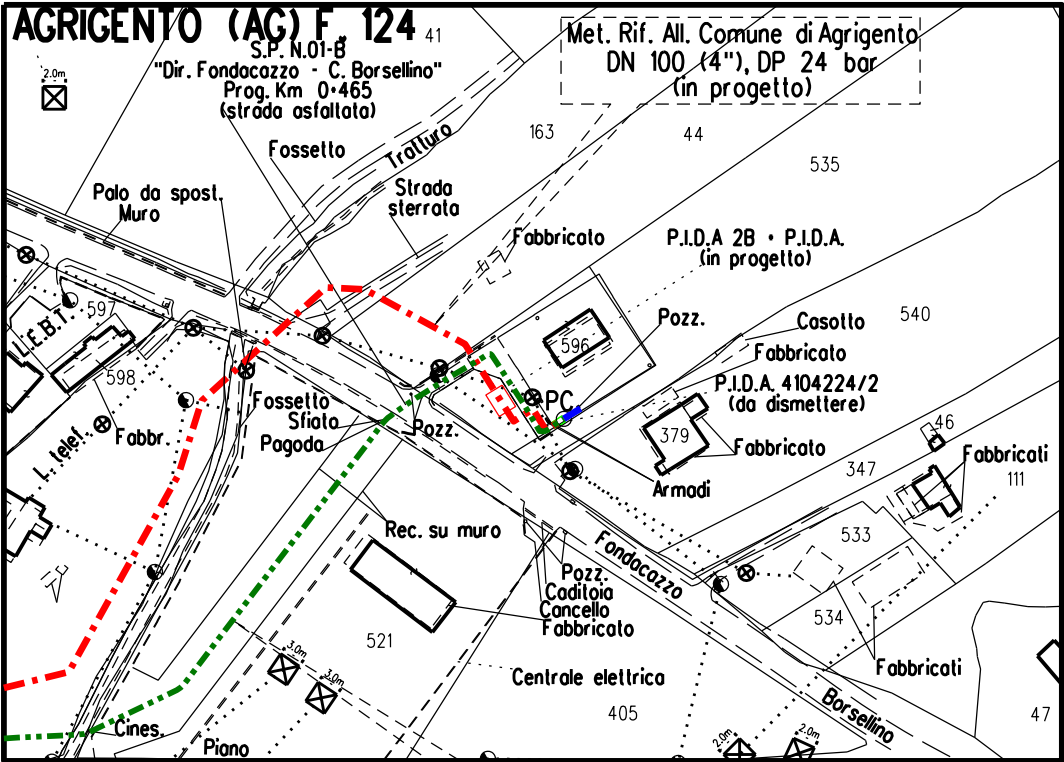 AGRIGENTO (AG) F. 124
41
S.P. N.01-B
"Dir. Fondacazzo - C. Borsellino"
Prog. Km 0+465
(strada asfaltata)
Met. Rif. All. Comune di Agrigento
DN 100 (4"), DP 24 bar
(in progetto)
2.0m
Fossetto
Tratturo
163
44
535
Palo da spost.
Muro
Strada
sterrata
Fabbricato
P.I.D.A 2B + P.I.D.A.
(in progetto)
597
L.E.B.T.
598
596
Pozz.
Casotto
540
Fabbricato
PC
P.I.D.A. 4104224/2
(da dismettere)
Fossetto
Sfiato
Pagoda
Pozz.
L. telef.
Fabbr.
379
Fabbricato
46
347
Fabbricati
111
Armadi
Rec. su muro
Fondacazzo
533
Pozz.
Caditoia
Cancello
Fabbricato
534
521
3.0m
3.0m
Centrale elettrica
Fabbricati
405
Borsellino
47
Cines.
Piano
2.0m
2.0m